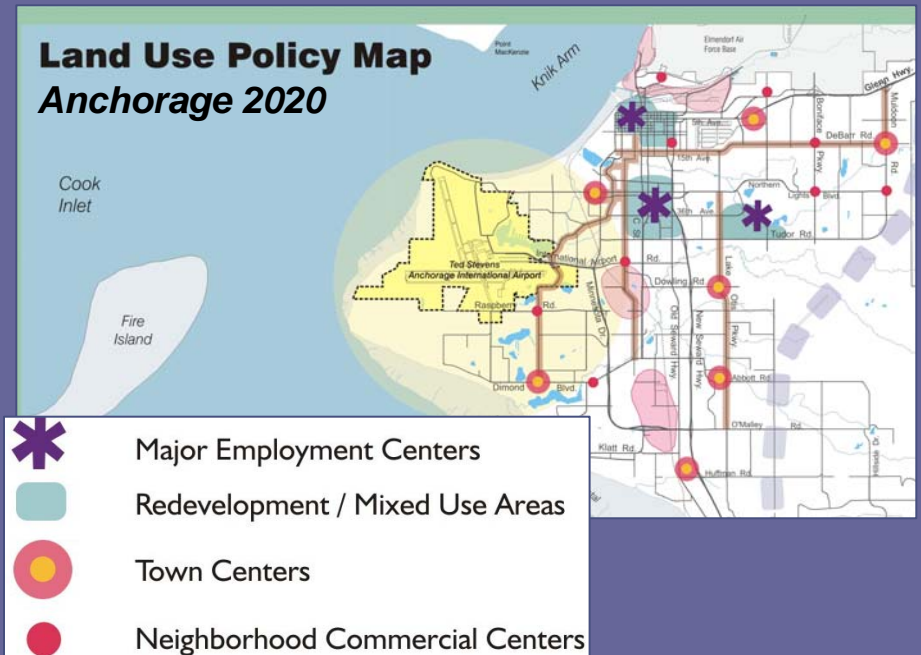 Land Use Policy Map
Anchorage 2020
Point
MacKenzie
Knik Arm
Elmendorf Air
Force Base
Glenn Hwy.
Muldoon
Rd.
Boniface
Pkwy.
5th Ave.
DeBarr Rd.
15th Ave.
Cook
Inlet
Northern
Lights Blvd.
36th Ave.
Tudor Rd.
C St.
International Airport Rd.
Ted Stevens
Anchorage International Airport
Raspberry Rd.
Minnesota Dr.
Dowling Rd.
Lake Otis Pkwy.
Old Seward Hwy.
New Seward Hwy.
Fire
Island
Dimond Blvd.
Abbott Rd.
O'Malley Rd.
Klatt Rd.
Huffman Rd.
Hillside Dr.
Major Employment Centers
Redevelopment / Mixed Use Areas
Town Centers
Neighborhood Commercial Centers